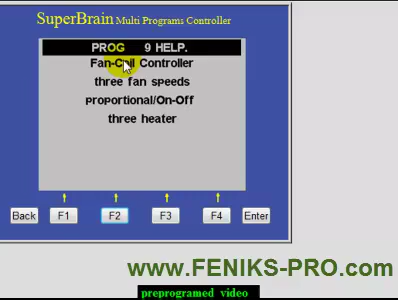 SuperBrain Multi Programs Controller
PROG 9 HELP.
Fan-Coil Controller
three fan speeds
proportional/On-Off
three heater
Back F1 F2 F3 F4 Enter
www.FENIKS-PRO.com
preprogramed video